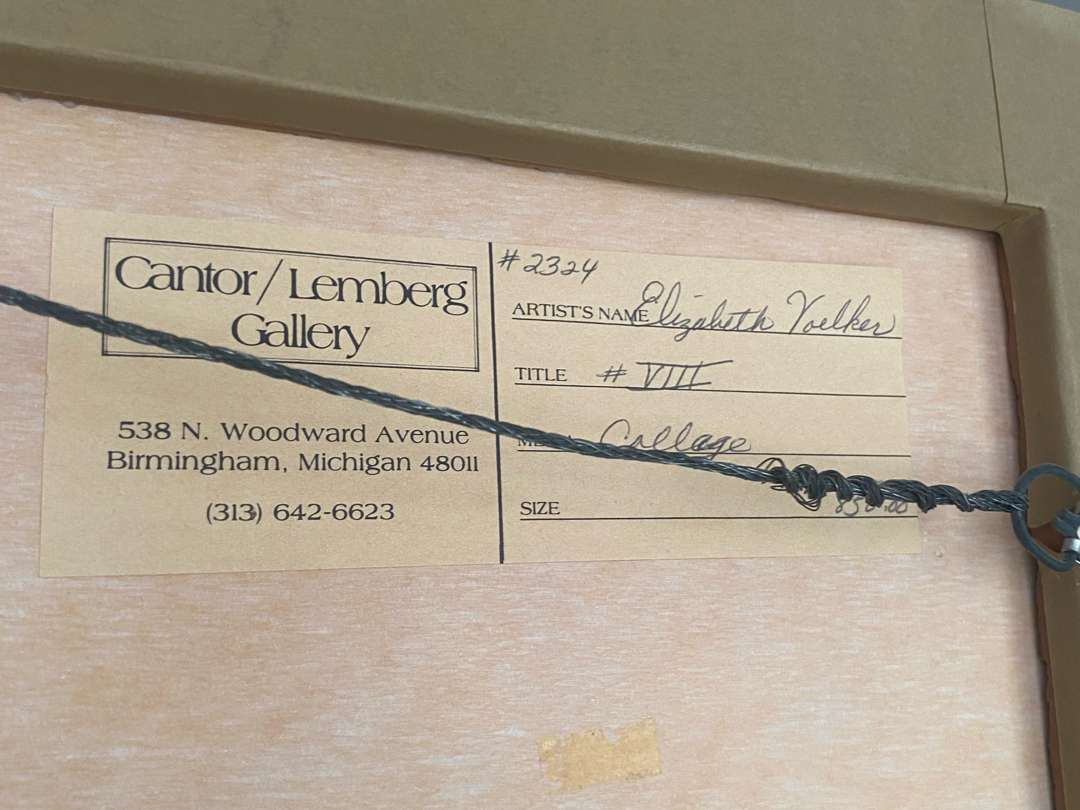 Cantor/Lemberg
Gallery
538 N. Woodward Avenue
Birmingham, Michigan 48011
(313) 642-6623
#2324
ARTIST'S NAME Elizabeth Voelker
TITLE # VIII
Collage
SIZE